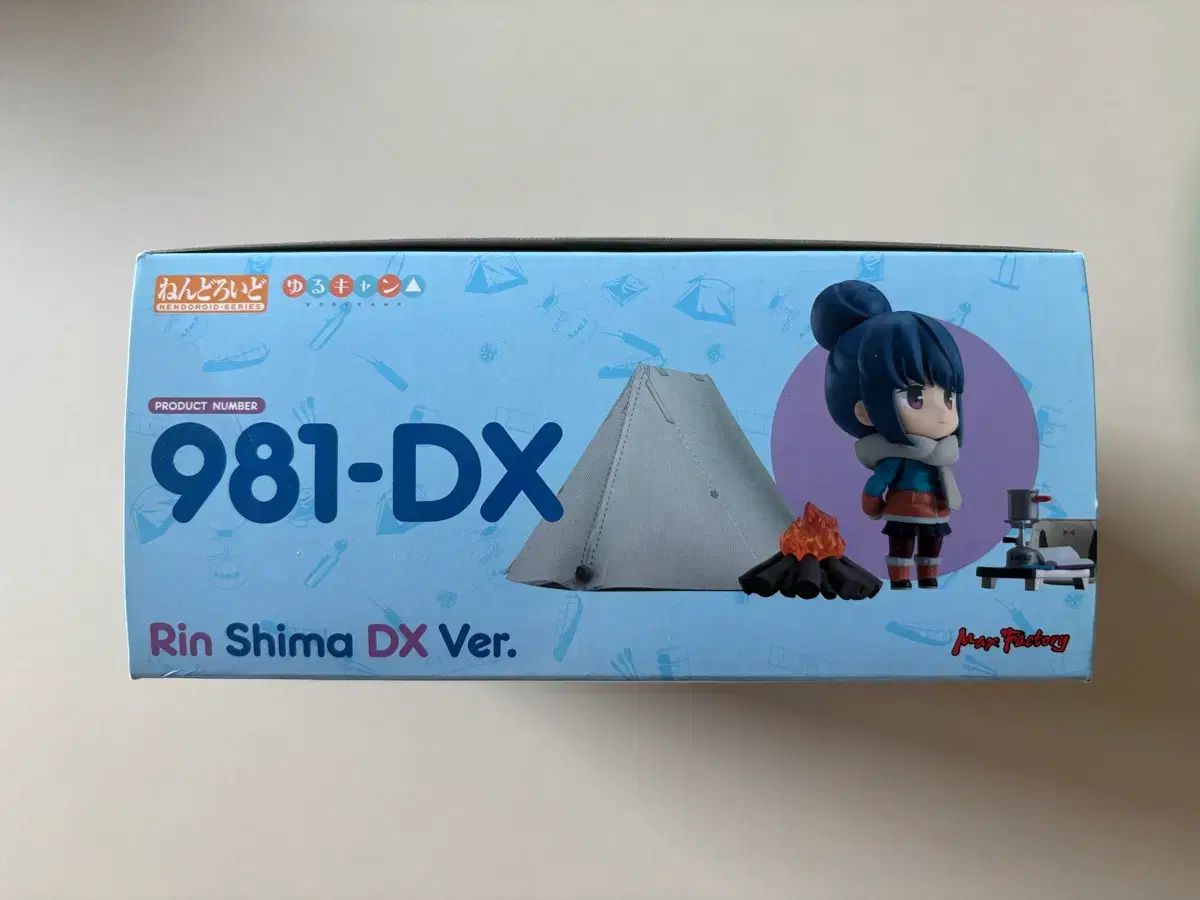 ねんどろいど
NENDOROID-SERIES
ゆるキャン△
YURUCAMP
PRODUCT NUMBER
981-DX
Rin Shima DX Ver.
Max Factory